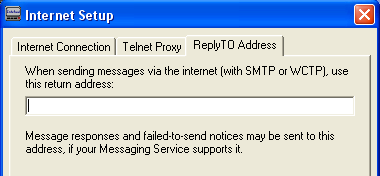 Internet Setup
Internet Connection Telnet Proxy ReplyTO Address
When sending messages via the internet (with SMTP or WCTP), use
this return address:
Message responses and failed-to-send notices may be sent to this
address, if your Messaging Service supports it.